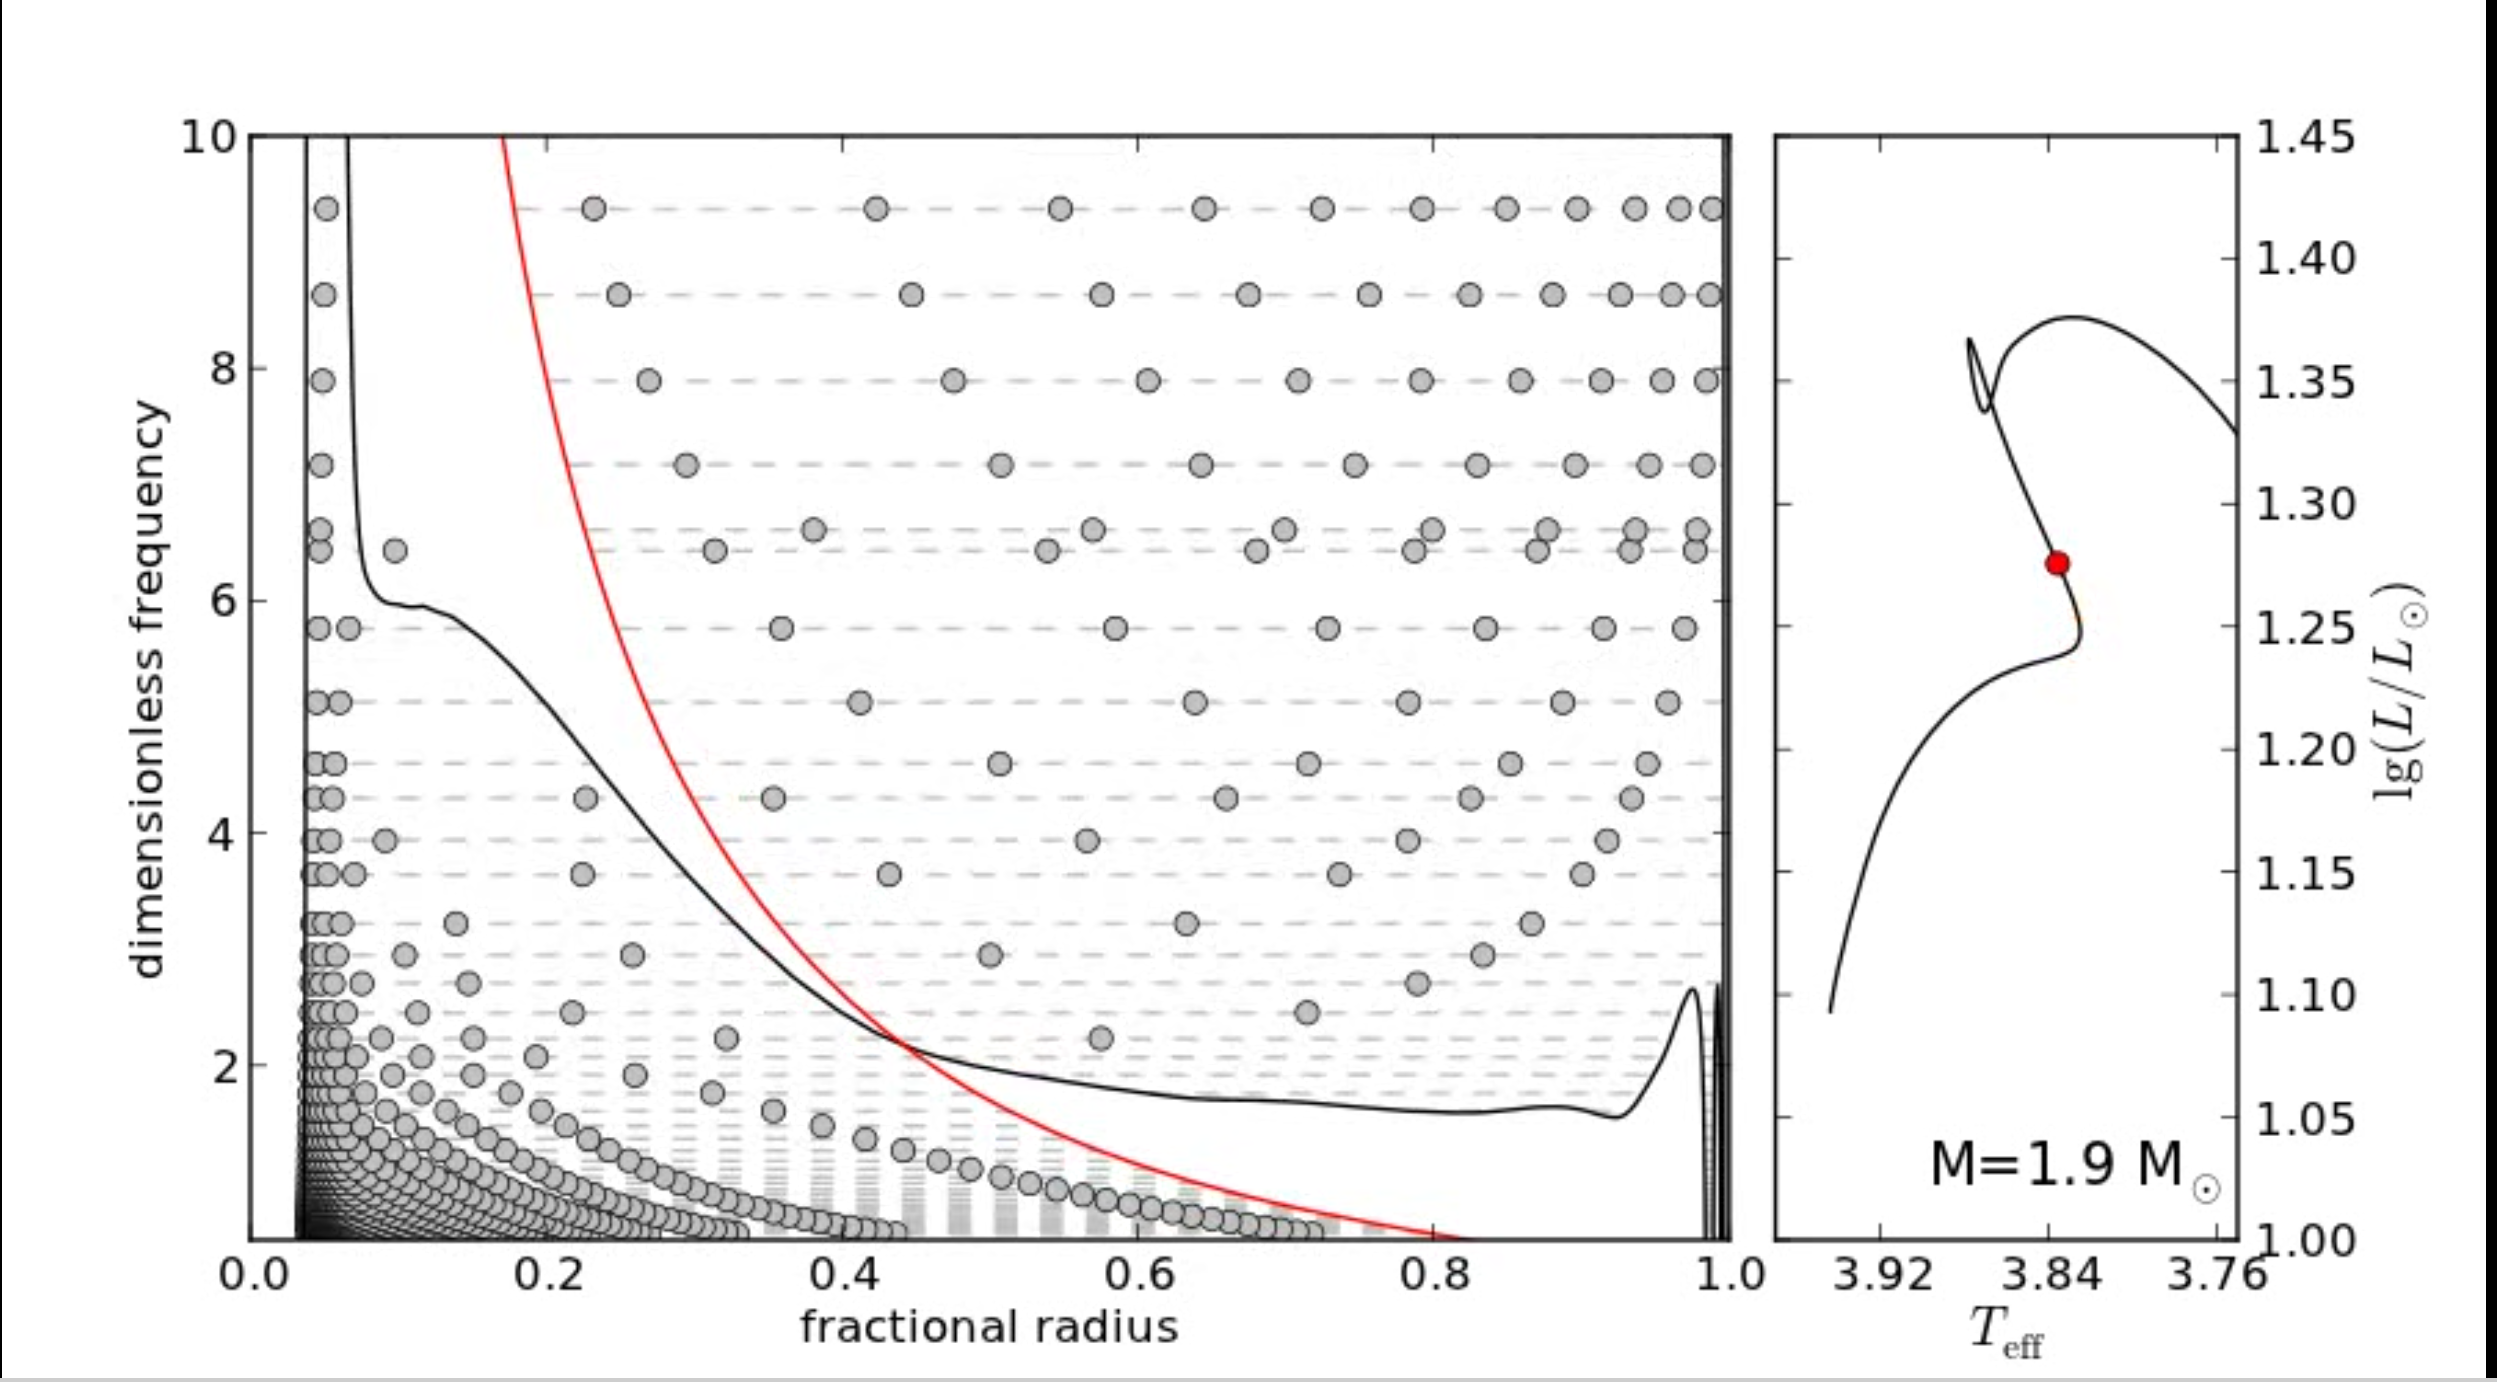 10
8
6
4
2
dimensionless frequency
0.0 0.2 0.4 0.6 0.8 1.0
fractional radius
1.45
1.40
1.35
1.30
1.25
1.20
1.15
1.10
1.05
1.00
lg(L/L☉)
M=1.9 M☉
3.92 3.84 3.76
Teff